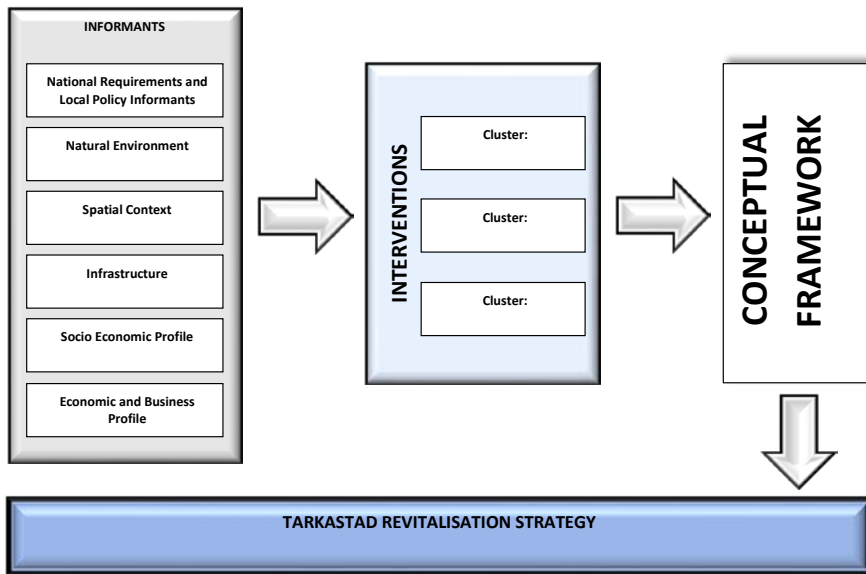 INFORMANTS
National Requirements and
Local Policy Informants
Natural Environment
Spatial Context
Infrastructure
Socio Economic Profile
Economic and Business
Profile
INTERVENTIONS
Cluster:
Cluster:
Cluster:
CONCEPTUAL
FRAMEWORK
TARKASTAD REVITALISATION STRATEGY